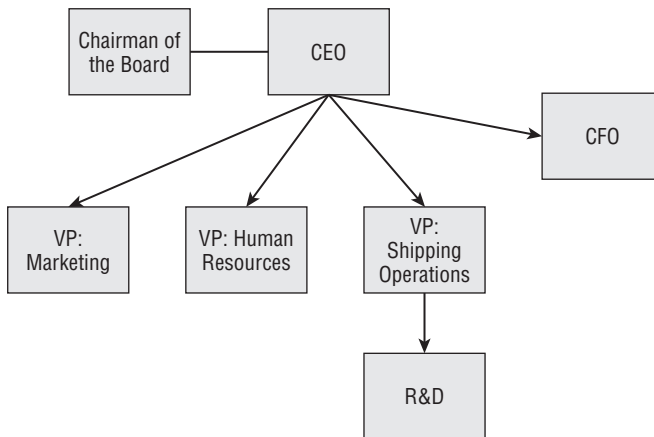 Chairman of
the Board
CEO
CFO
VP:
Marketing
VP: Human
Resources
VP:
Shipping
Operations
R&D